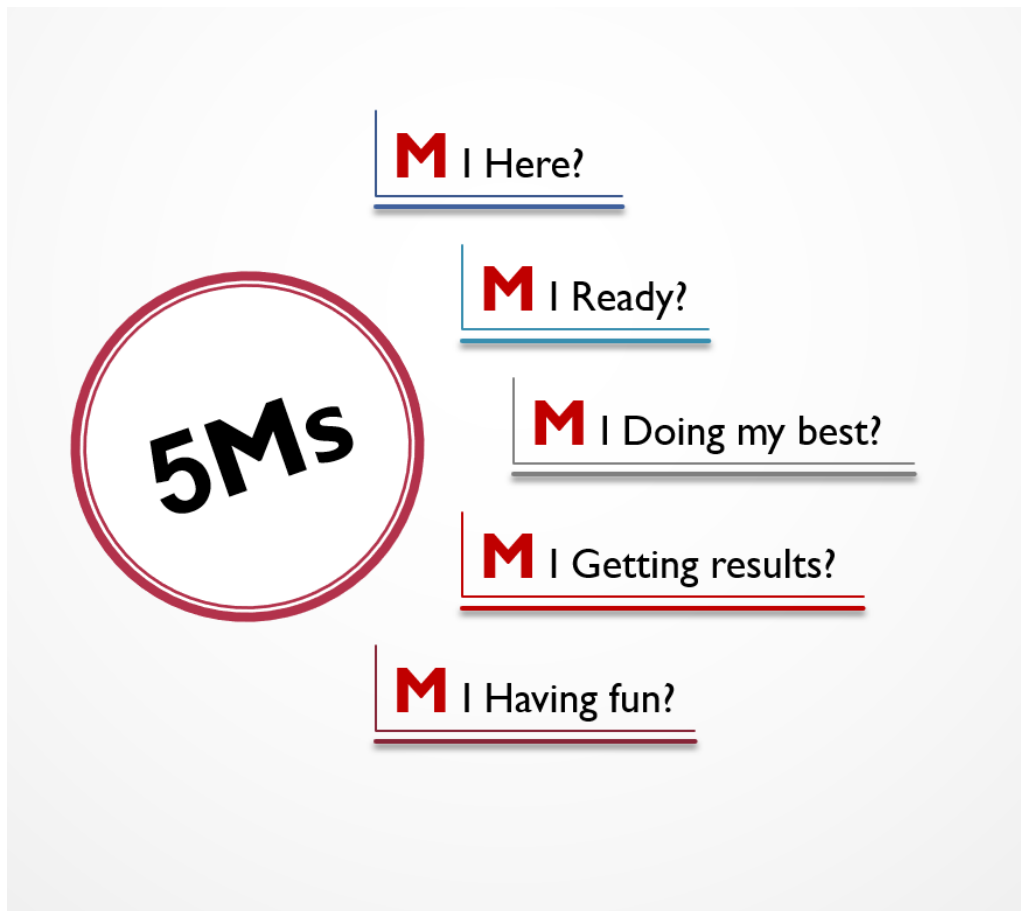 M I Here?
M I Ready?
5Ms
M I Doing my best?
M I Getting results?
M I Having fun?